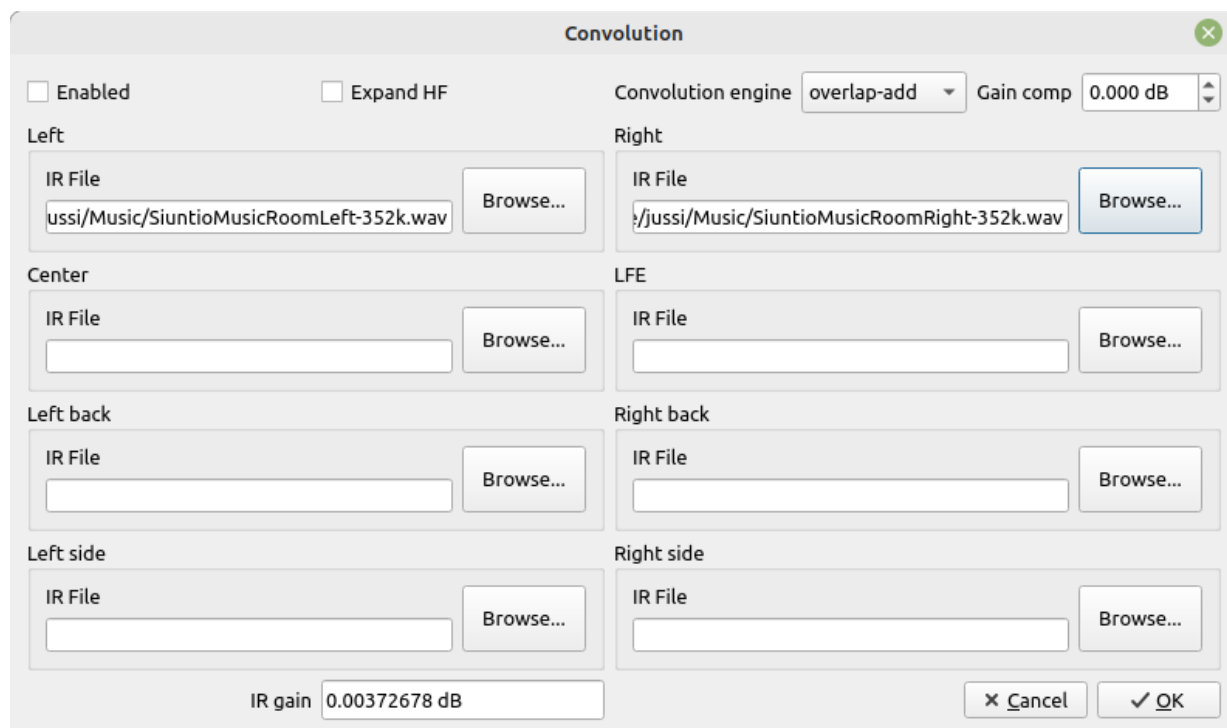 Convolution
Enabled Expand HF Convolution engine overlap-add Gain comp 0.000 dB
Left Right
IR File IR File
Browse... Browse...
ussi/Music/SiuntioMusicRoomLeft-352k.wav /jussi/Music/SiuntioMusicRoomRight-352k.wav
Center LFE
IR File IR File
Browse... Browse...
Left back Right back
IR File IR File
Browse... Browse...
Left side Right side
IR File IR File
Browse... Browse...
IR gain 0.00372678 dB Cancel OK